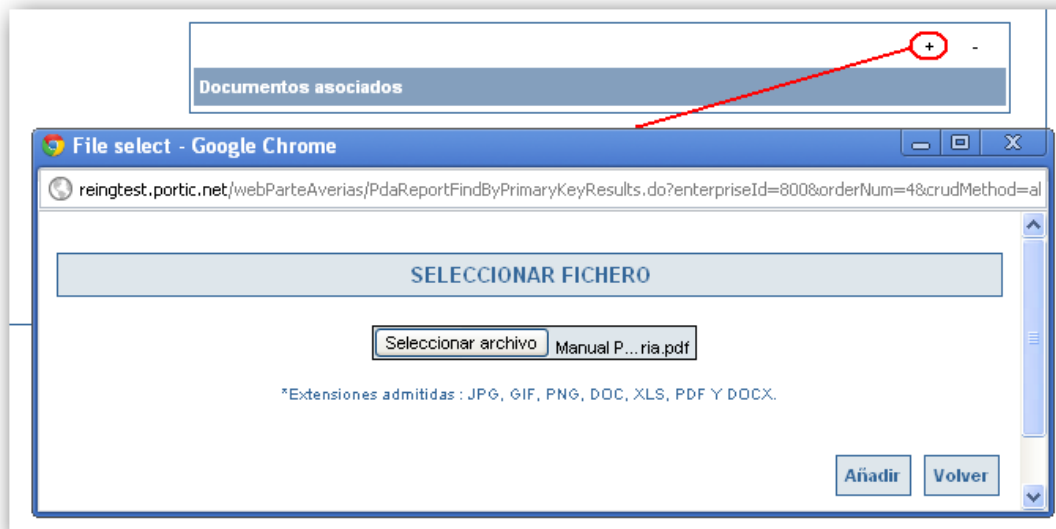 + -
Documentos asociados
File select - Google Chrome
reingtest.portic.net/webParteAverias/PdaReportFindByPrimaryKeyResults.do?enterpriseId=800&orderNum=4&crudMethod=al
SELECCIONAR FICHERO
Seleccionar archivo Manual P...ria.pdf
*Extensiones admitidas : JPG, GIF, PNG, DOC, XLS, PDF Y DOCX.
Añadir Volver